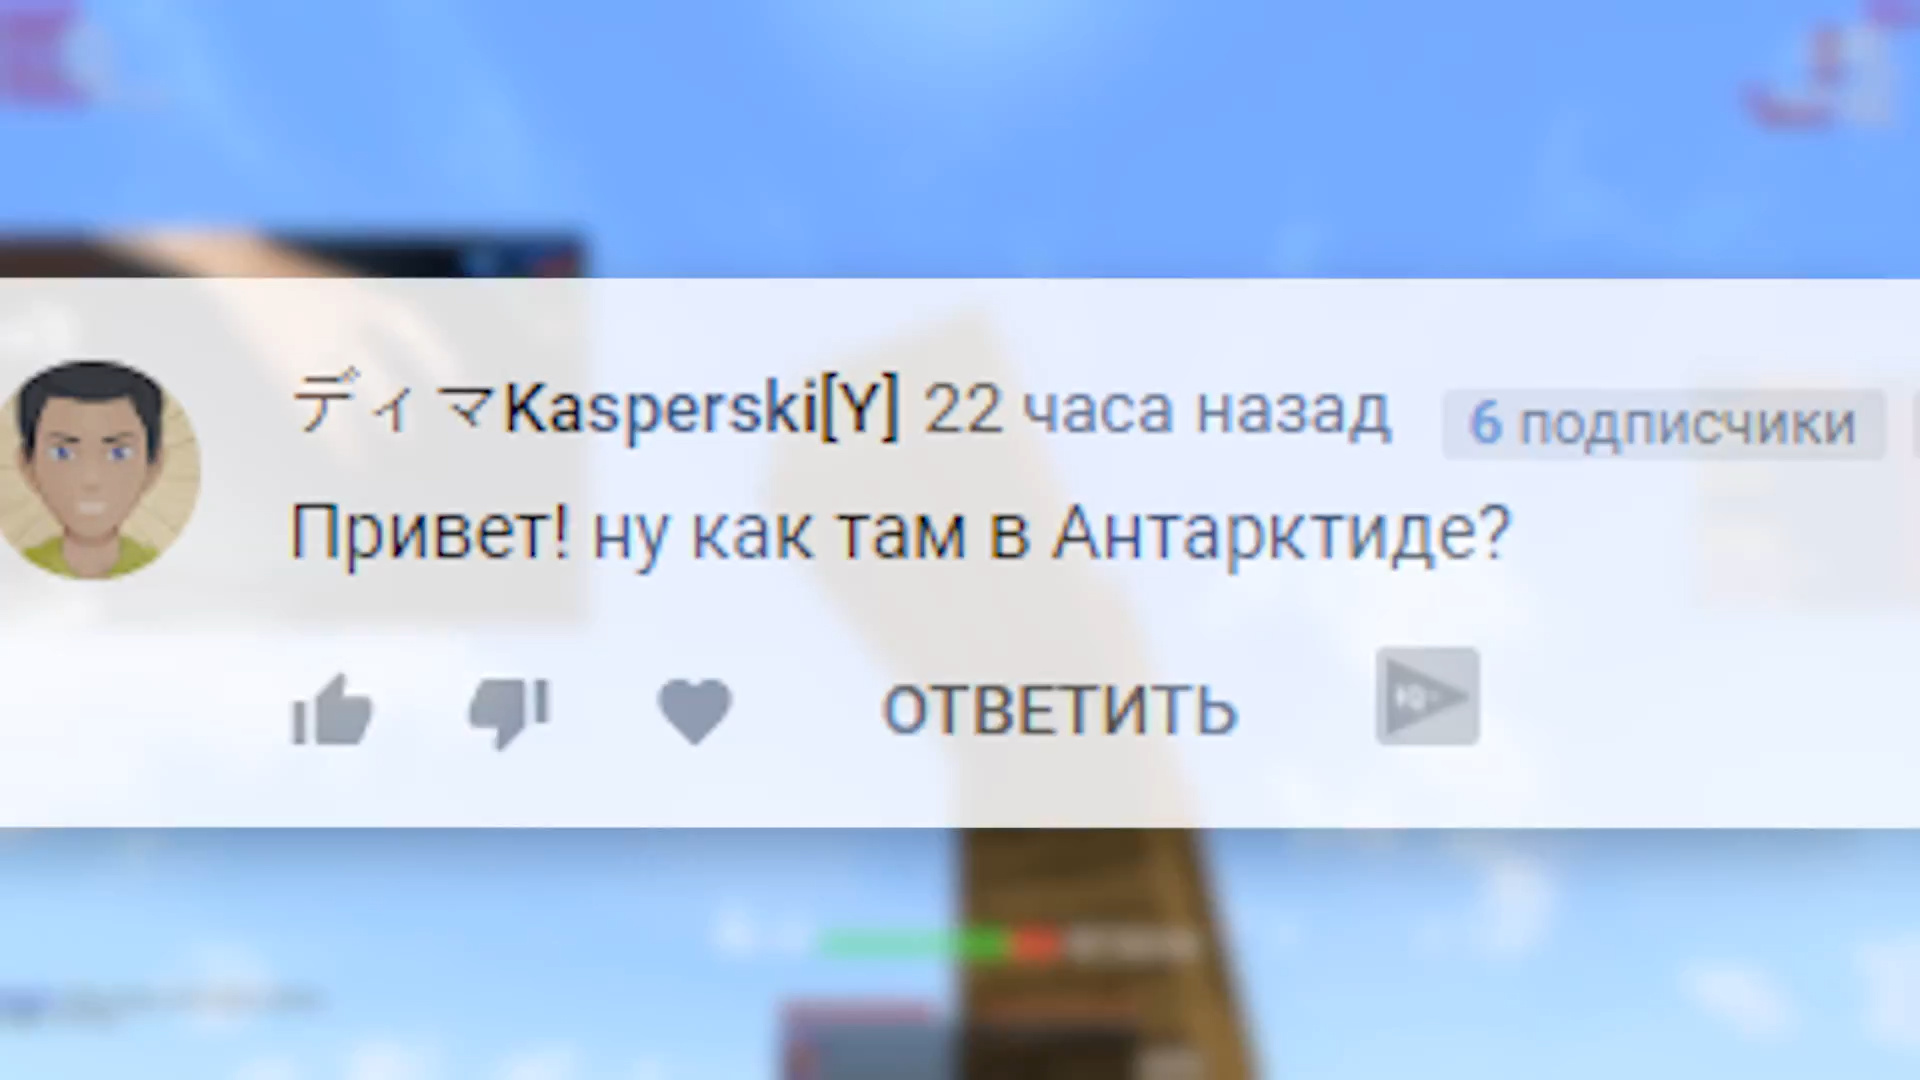 ディマKasperski[Y] 22 часа назад 6 подписчики
Привет! ну как там в Антарктиде?
ОТВЕТИТЬ